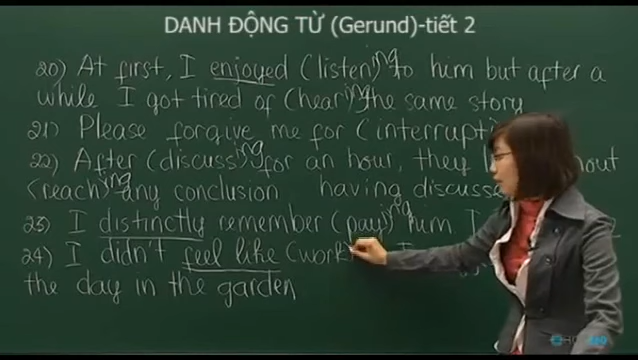 DANH ĐỘNG TỪ (Gerund)-tiết 2
20) At first, I enjoyed (listen)ing to him but after a
while I got tired of (hear)ing the same story
21) Please forgive me for (interrupt)
22) After (discuss)ing for an hour, they
(reach)ing any conclusion having discussed
23) I distinctly remember (pay)ing him I
24) I didn't feel like (work
the day in the garden